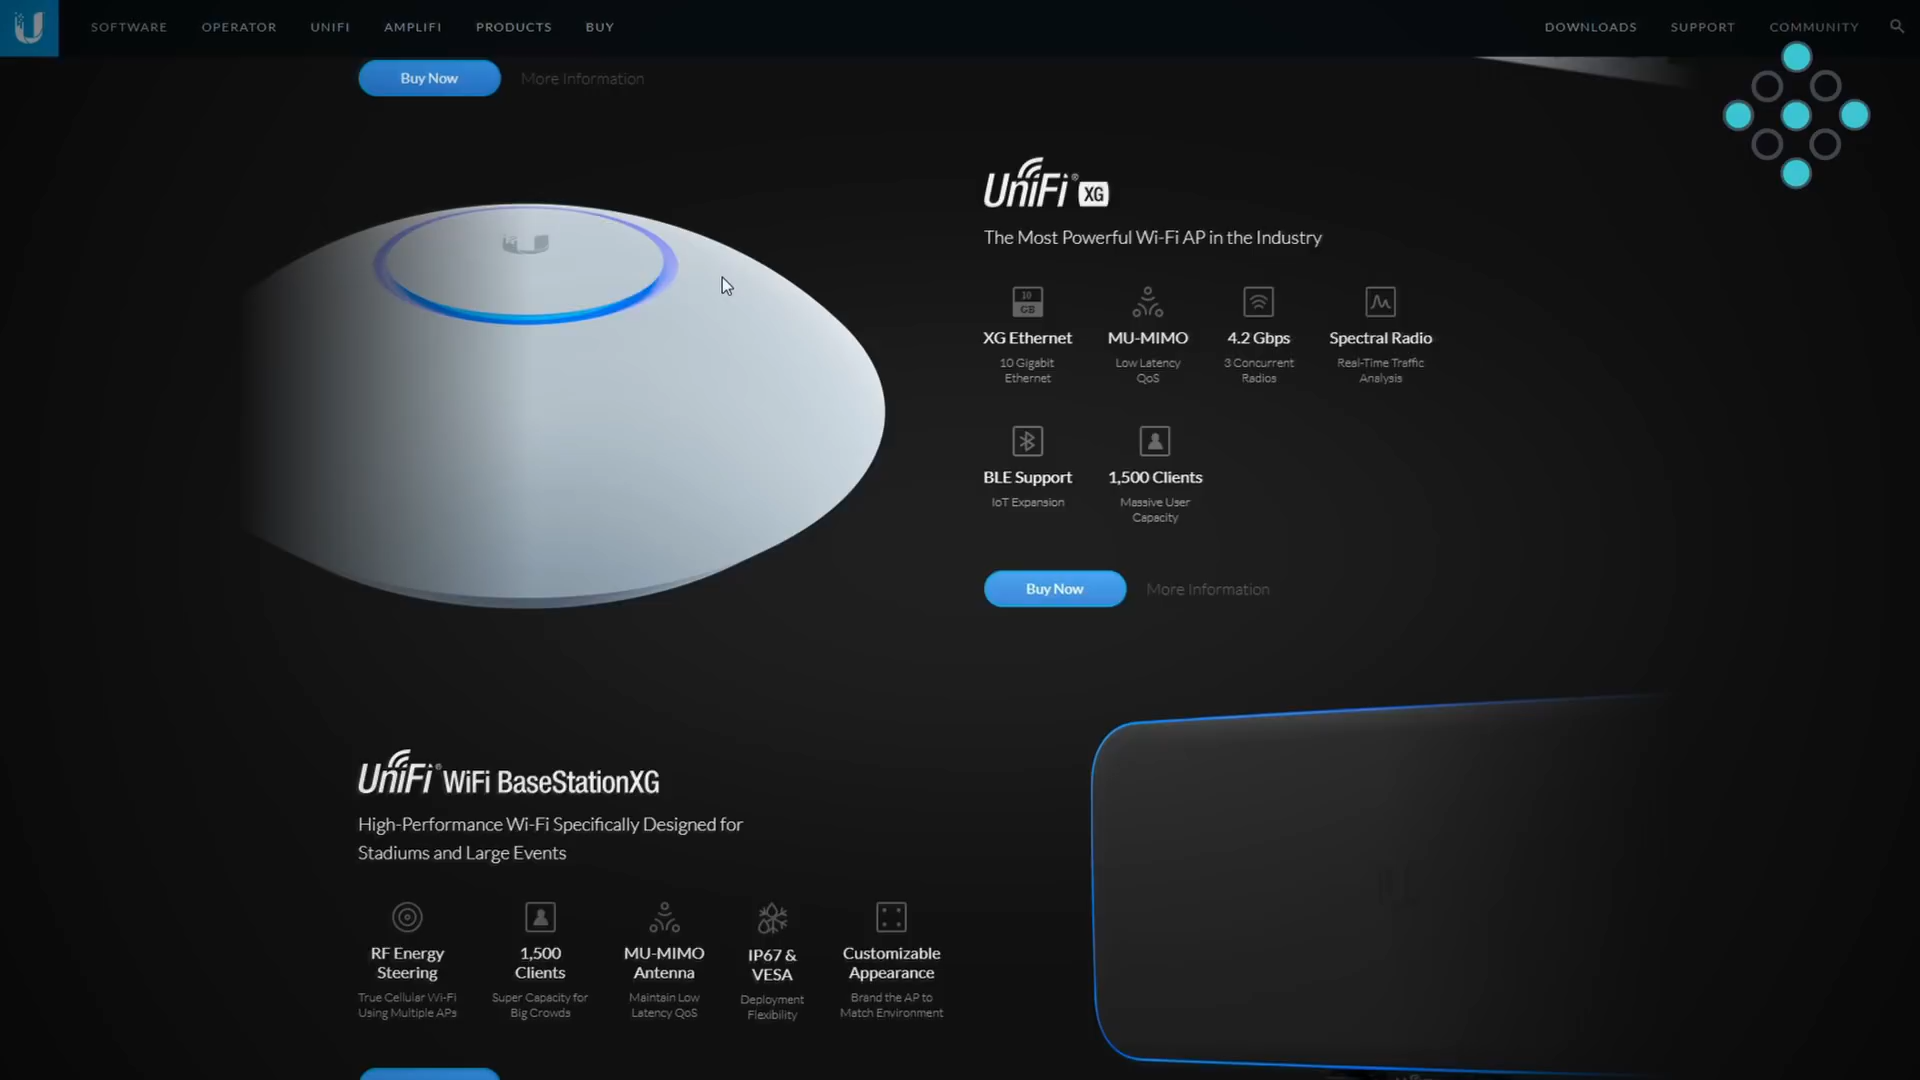 SOFTWARE OPERATOR UNIFI AMPLIFI PRODUCTS BUY DOWNLOADS SUPPORT COMMUNITY
Buy Now More Information
UniFi® XG
The Most Powerful Wi-Fi AP in the Industry
10
GB
XG Ethernet
10 Gigabit
Ethernet
MU-MIMO
Low Latency
QoS
4.2 Gbps
3 Concurrent
Radios
Spectral Radio
Real-Time Traffic
Analysis
BLE Support
IoT Expansion
1,500 Clients
Massive User
Capacity
Buy Now More Information
UniFi® WiFi BaseStationXG
High-Performance Wi-Fi Specifically Designed for
Stadiums and Large Events
RF Energy
Steering
True Cellular Wi-Fi
Using Multiple APs
1,500
Clients
Super Capacity for
Big Crowds
MU-MIMO
Antenna
Maintain Low
Latency QoS
IP67 &
VESA
Deployment
Flexibility
Customizable
Appearance
Brand the AP to
Match Environment